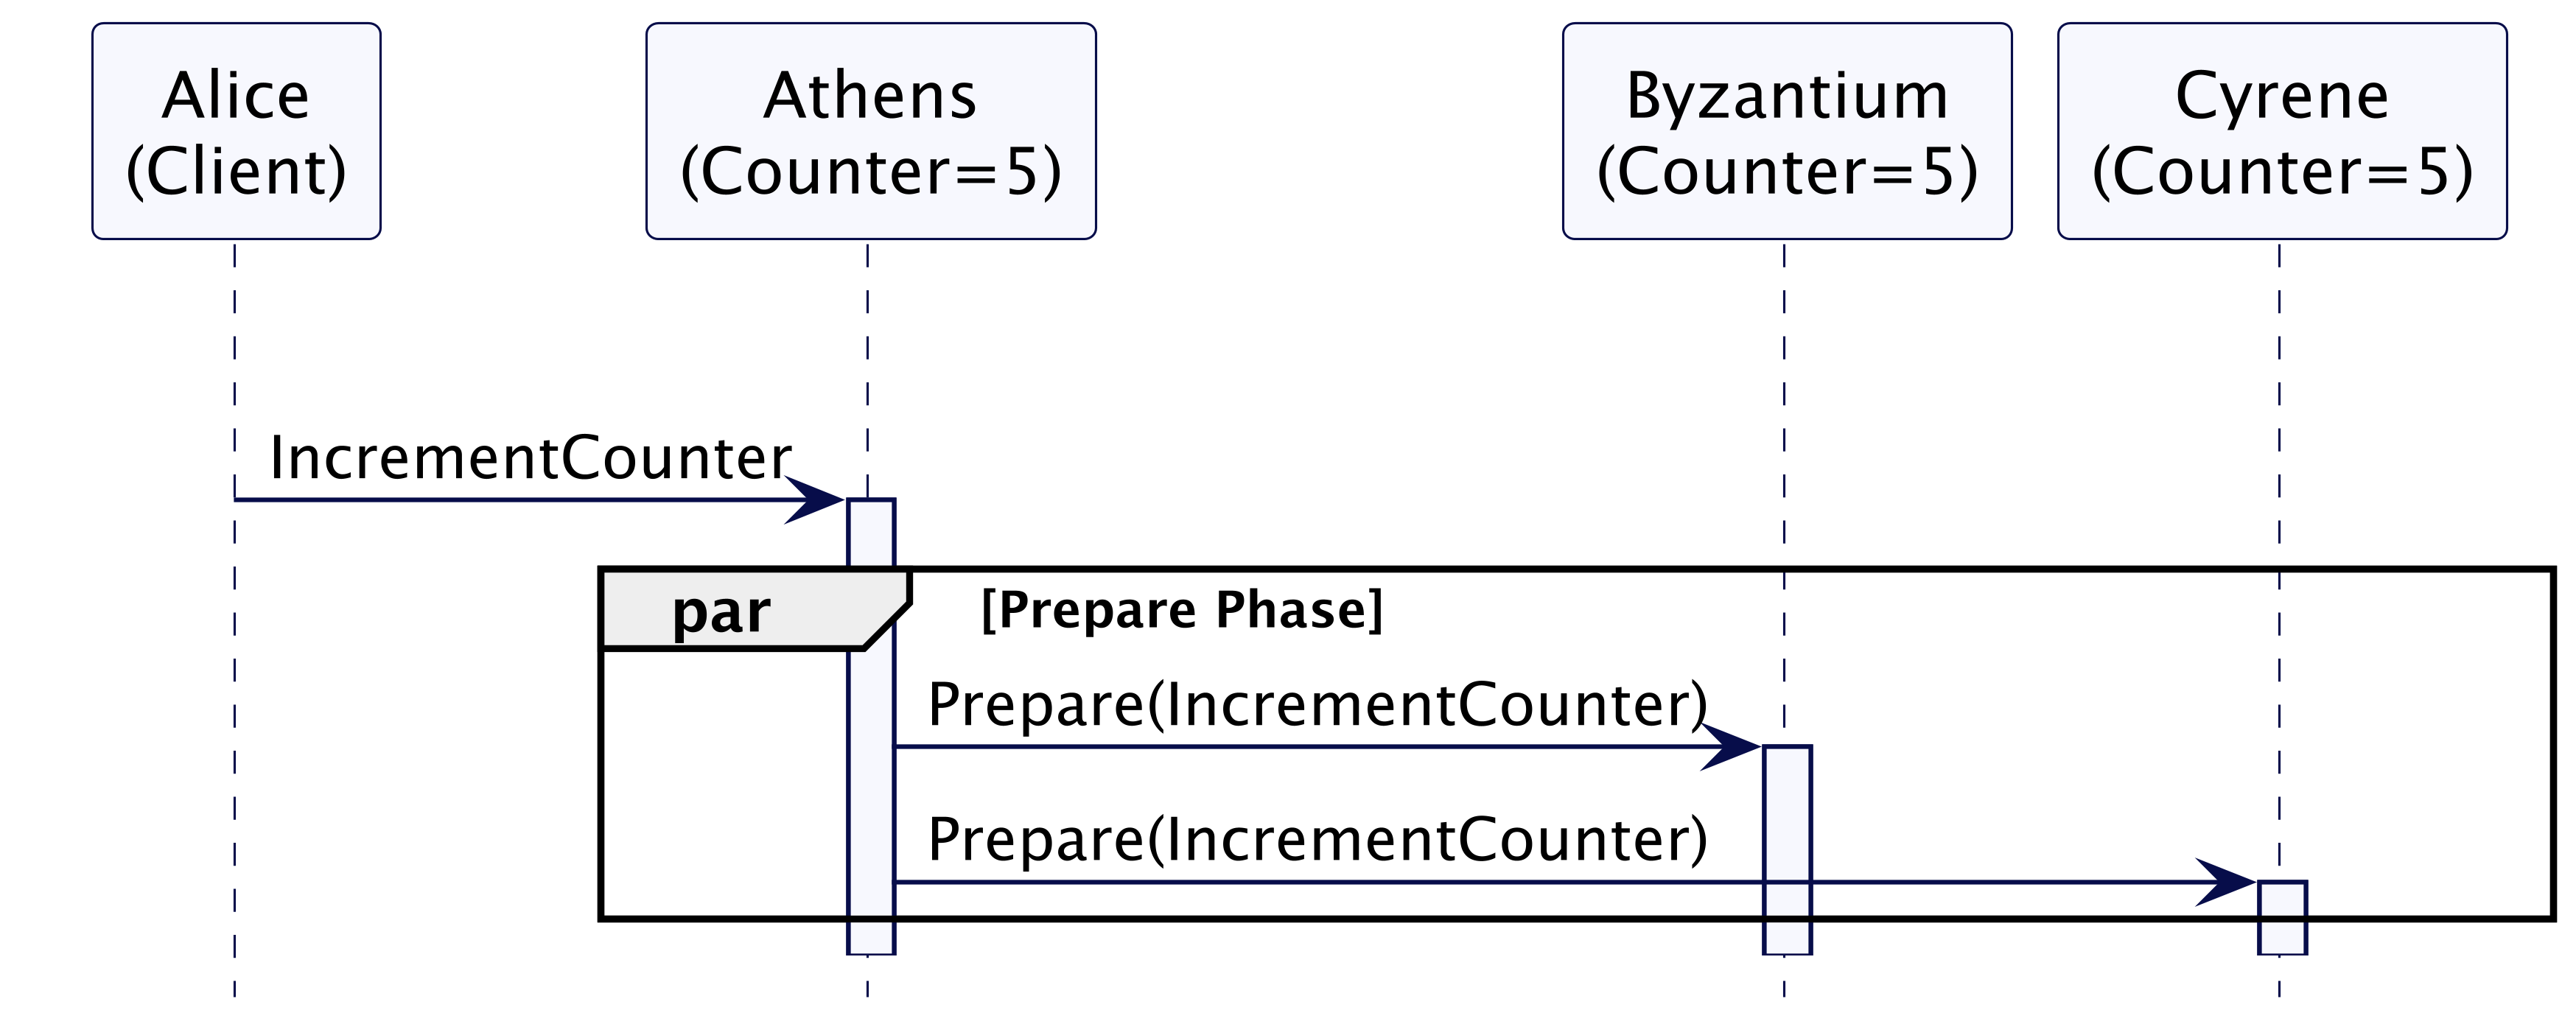 Alice
(Client)
Athens
(Counter=5)
Byzantium
(Counter=5)
Cyrene
(Counter=5)
IncrementCounter
par
[Prepare Phase]
Prepare(IncrementCounter)
Prepare(IncrementCounter)